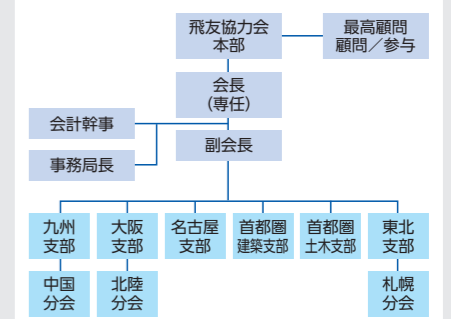 飛友協力会
本部
最高顧問
顧問／参与
会長
(専任)
会計幹事
副会長
事務局長
九州
支部
大阪
支部
名古屋
支部
首都圏
建築支部
首都圏
土木支部
東北
支部
中国
分会
北陸
分会
札幌
分会